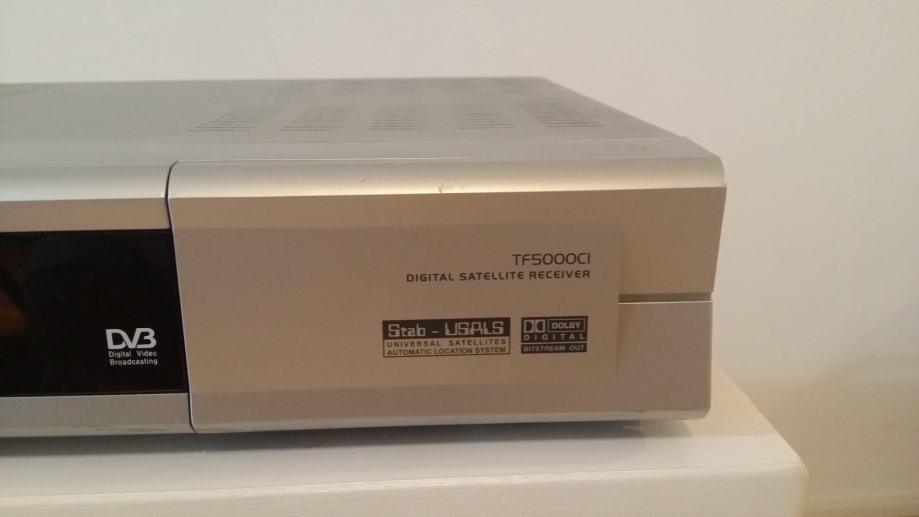 TF5000CI
DIGITAL SATELLITE RECEIVER
Stab - USALS
UNIVERSAL SATELLITES
AUTOMATIC LOCATION SYSTEM
DOLBY
DIGITAL
BITSTREAM OUT
DVB
Digital Video
Broadcasting